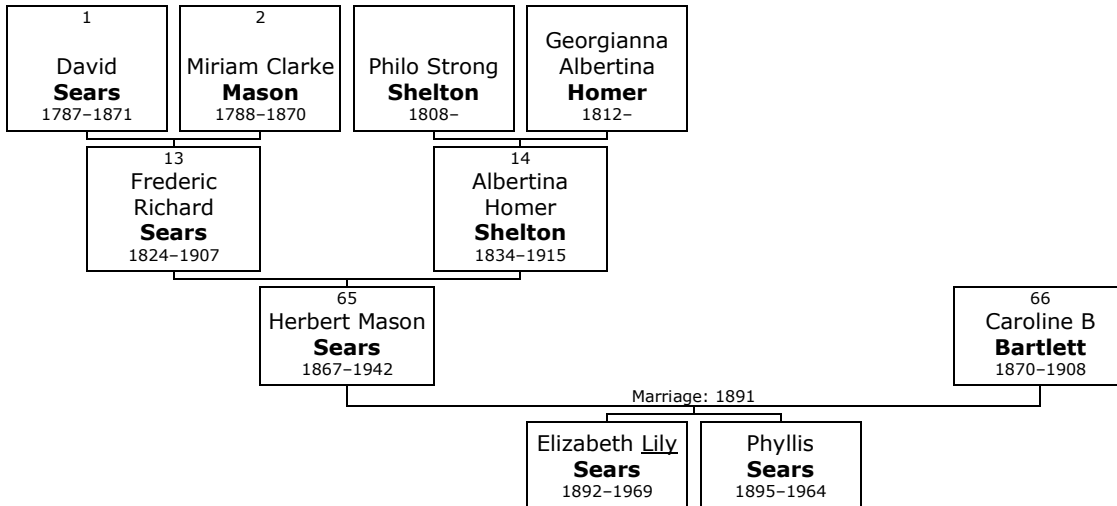 1
David
Sears
1787–1871
2
Miriam Clarke
Mason
1788–1870
Philo Strong
Shelton
1808–
Georgianna
Albertina
Homer
1812–
13
Frederic
Richard
Sears
1824–1907
14
Albertina
Homer
Shelton
1834–1915
65
Herbert Mason
Sears
1867–1942
66
Caroline B
Bartlett
1870–1908
Marriage: 1891
Elizabeth Lily
Sears
1892–1969
Phyllis
Sears
1895–1964